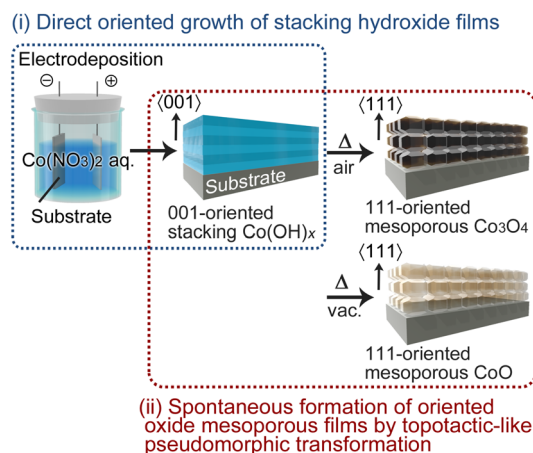 (i) Direct oriented growth of stacking hydroxide films
Electrodeposition
⊖ ⊕
Co(NO3)2 aq.
Substrate
⟨001⟩
Substrate
001-oriented
stacking Co(OH)x
Δ
air
⟨111⟩
111-oriented
mesoporous Co3O4
Δ
vac.
⟨111⟩
111-oriented
mesoporous CoO
(ii) Spontaneous formation of oriented
oxide mesoporous films by topotactic-like
pseudomorphic transformation